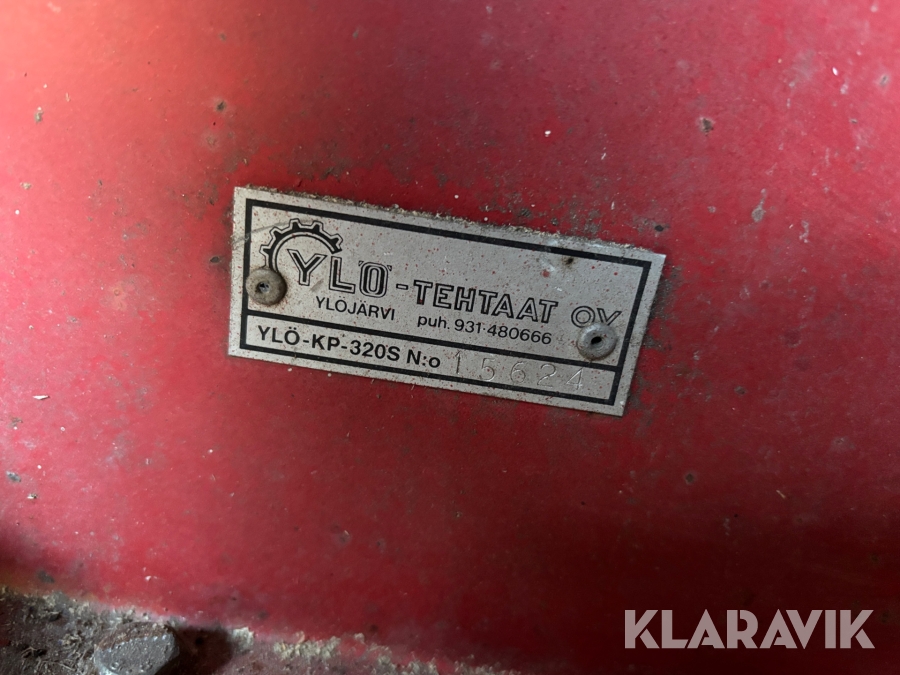 YLÖ - TEHTAAT OY
YLÖJÄRVI puh. 931-480666
YLÖ-KP-320S N:o 15624
KLARAVIK